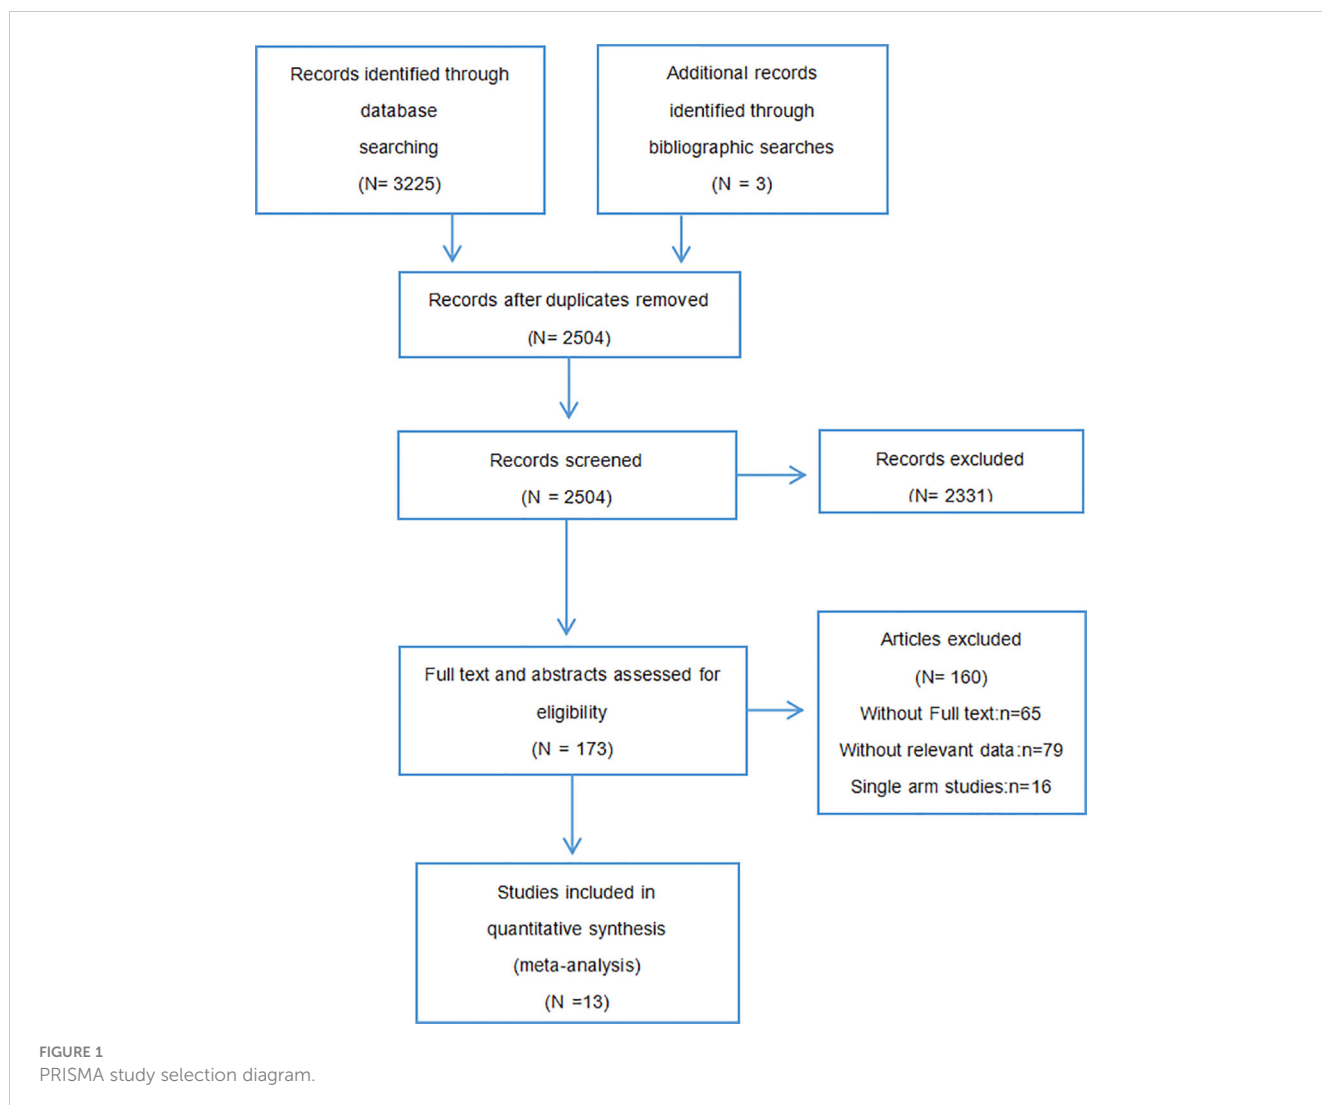 Records identified through
database
searching
(N= 3225)
Additional records
identified through
bibliographic searches
(N = 3)
Records after duplicates removed
(N= 2504)
Records screened
(N = 2504)
Records excluded
(N= 2331)
Full text and abstracts assessed for
eligibility
(N = 173)
Articles excluded
(N= 160)
Without Full text:n=65
Without relevant data:n=79
Single arm studies:n=16
Studies included in
quantitative synthesis
(meta-analysis)
(N =13)
FIGURE 1
PRISMA study selection diagram.